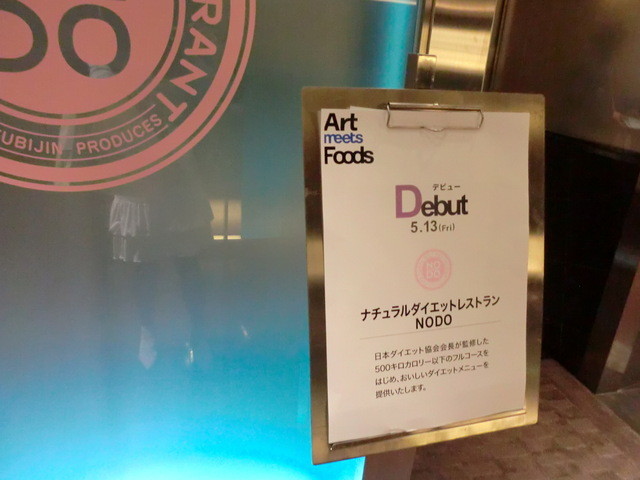 RANT
UBIJIN PRODUCES
Art
meets
Foods
デビュー
Debut
5.13(Fri)
ナチュラルダイエットレストラン
NODO
日本ダイエット協会会長が監修した
500キロカロリー以下のフルコースを
はじめ、おいしいダイエットメニューを
提供いたします。